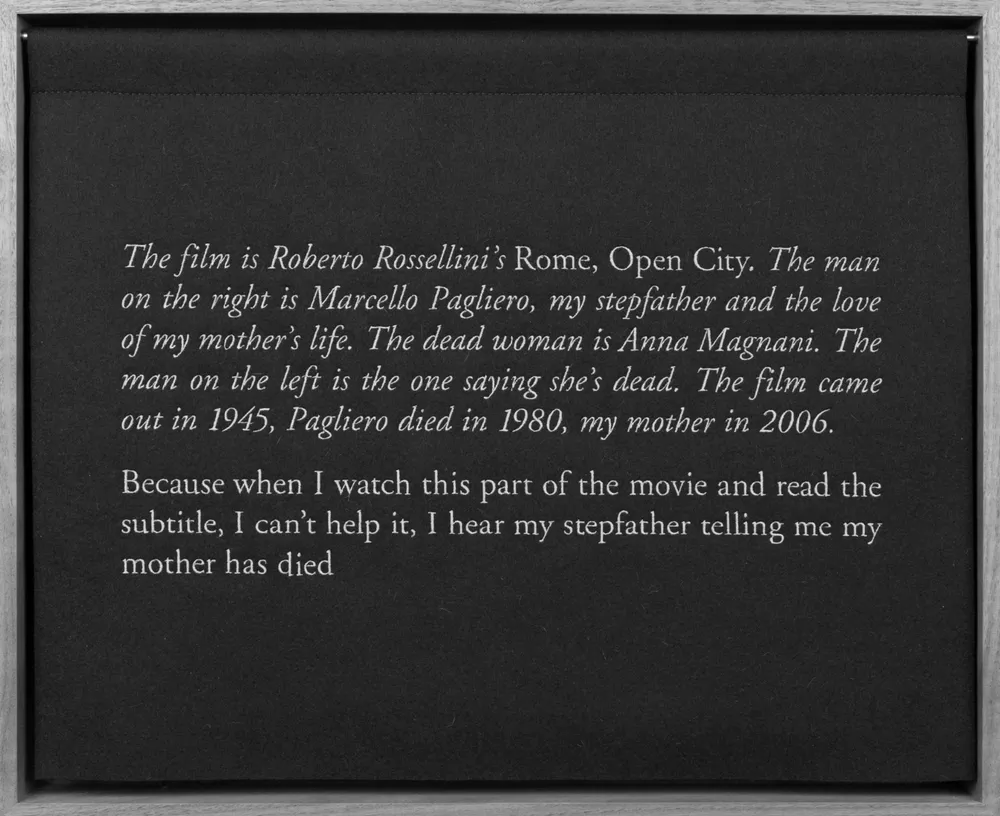 The film is Roberto Rossellini's Rome, Open City. The man
on the right is Marcello Pagliero, my stepfather and the love
of my mother's life. The dead woman is Anna Magnani. The
man on the left is the one saying she's dead. The film came
out in 1945, Pagliero died in 1980, my mother in 2006.
Because when I watch this part of the movie and read the
subtitle, I can't help it, I hear my stepfather telling me my
mother has died